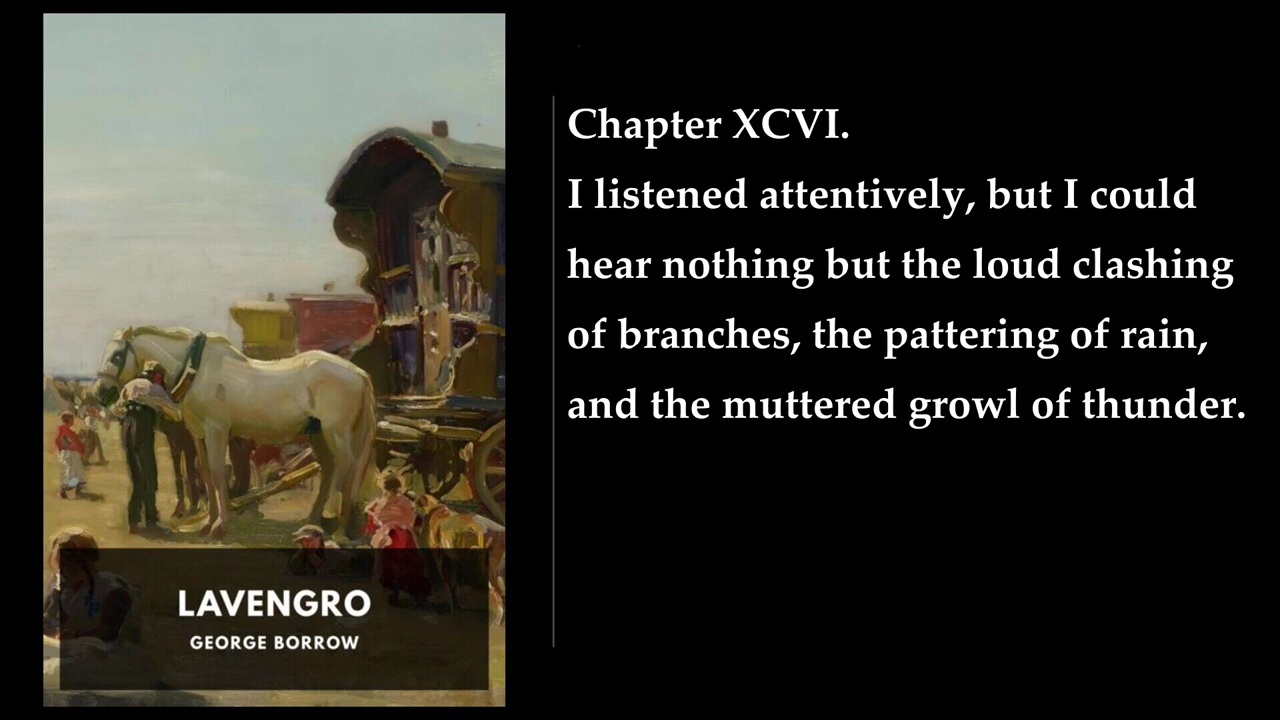 LAVENGRO
GEORGE BORROW
Chapter XCVI.
I listened attentively, but I could
hear nothing but the loud clashing
of branches, the pattering of rain,
and the muttered growl of thunder.